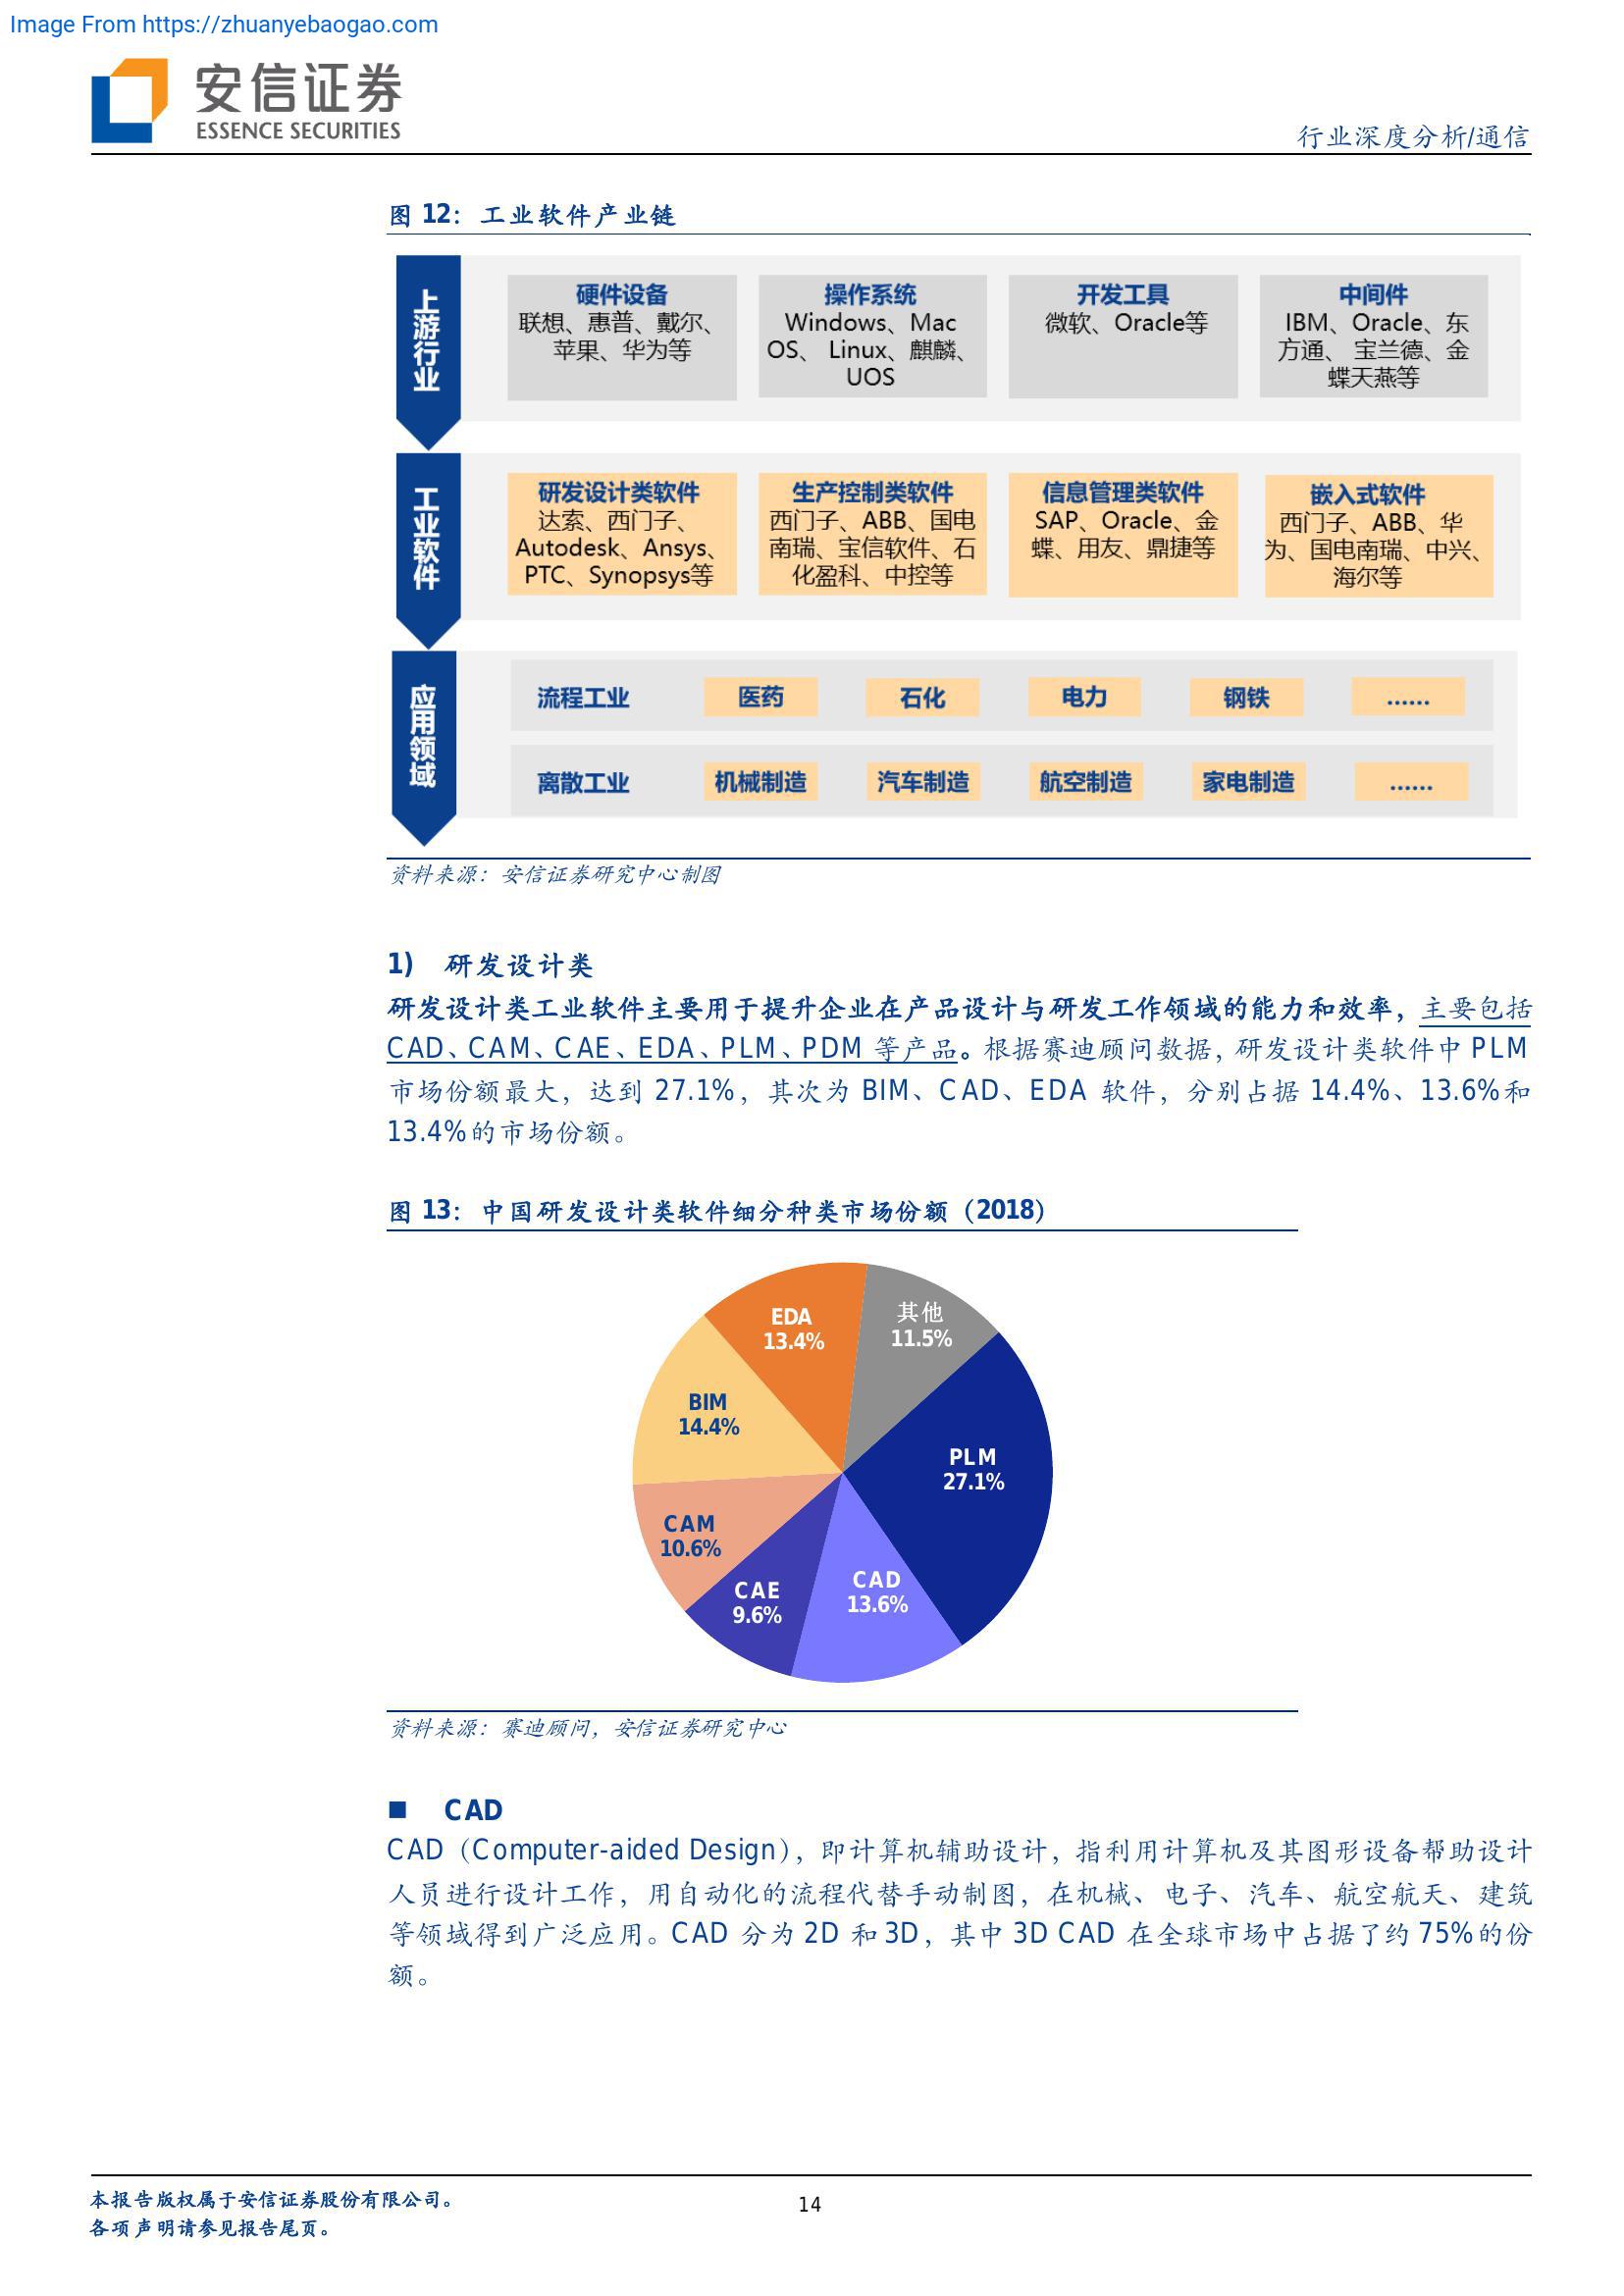 Image From https://zhuanyebaogao.com
安信证券
ESSENCE SECURITIES
行业深度分析/通信
图 12：工业软件产业链
上游行业
硬件设备
联想、惠普、戴尔、
苹果、华为等
操作系统
Windows、Mac
OS、 Linux、麒麟、
UOS
开发工具
微软、Oracle等
中间件
IBM、Oracle、东
方通、 宝兰德、金
蝶天燕等
工业软件
研发设计类软件
达索、西门子、
Autodesk、Ansys、
PTC、Synopsys等
生产控制类软件
西门子、ABB、国电
南瑞、宝信软件、石
化盈科、中控等
信息管理类软件
SAP、Oracle、金
蝶、用友、鼎捷等
嵌入式软件
西门子、ABB、华
为、国电南瑞、中兴、
海尔等
应用领域
流程工业 医药 石化 电力 钢铁 ……
离散工业 机械制造 汽车制造 航空制造 家电制造 ……
资料来源：安信证券研究中心制图
1) 研发设计类
研发设计类工业软件主要用于提升企业在产品设计与研发工作领域的能力和效率，主要包括
CAD、CAM、CAE、EDA、PLM、PDM 等产品。根据赛迪顾问数据，研发设计类软件中 PLM
市场份额最大，达到 27.1%，其次为 BIM、CAD、EDA 软件，分别占据 14.4%、13.6%和
13.4%的市场份额。
图 13：中国研发设计类软件细分种类市场份额（2018）
EDA
13.4%
其他
11.5%
BIM
14.4%
PLM
27.1%
CAM
10.6%
CAE
9.6%
CAD
13.6%
资料来源：赛迪顾问，安信证券研究中心
■ CAD
CAD（Computer-aided Design），即计算机辅助设计，指利用计算机及其图形设备帮助设计
人员进行设计工作，用自动化的流程代替手动制图，在机械、电子、汽车、航空航天、建筑
等领域得到广泛应用。CAD 分为 2D 和 3D，其中 3D CAD 在全球市场中占据了约 75%的份
额。
本报告版权属于安信证券股份有限公司。
各项声明请参见报告尾页。
14